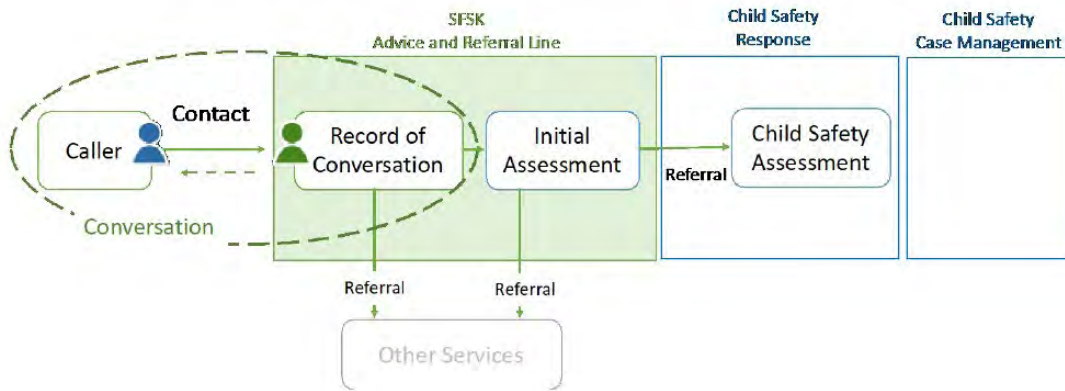 SFSK
Advice and Referral Line
Child Safety
Response
Child Safety
Case Management
Contact
Caller
Record of
Conversation
Initial
Assessment
Child Safety
Assessment
Referral
Conversation
Referral
Referral
Other Services